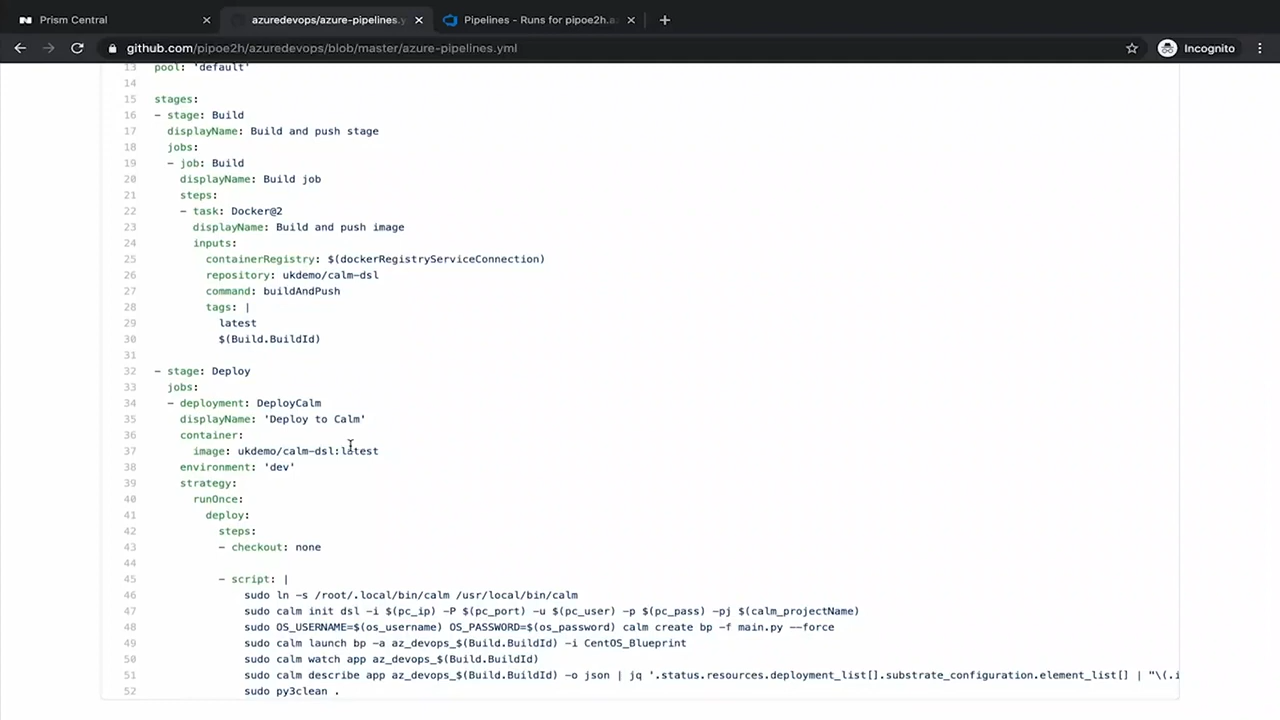 Prism Central
azuredevops/azure-pipelines.y
Pipelines - Runs for pipoe2h.a
github.com/pipoe2h/azuredevops/blob/master/azure-pipelines.yml
Incognito
13 pool: 'default'
14
15 stages:
16 - stage: Build
17 displayName: Build and push stage
18 jobs:
19 - job: Build
20 displayName: Build job
21 steps:
22 - task: Docker@2
23 displayName: Build and push image
24 inputs:
25 containerRegistry: $(dockerRegistryServiceConnection)
26 repository: ukdemo/calm-dsl
27 command: buildAndPush
28 tags: |
29 latest
30 $(Build.BuildId)
31
32 - stage: Deploy
33 jobs:
34 - deployment: DeployCalm
35 displayName: 'Deploy to Calm'
36 container:
37 image: ukdemo/calm-dsl:latest
38 environment: 'dev'
39 strategy:
40 runOnce:
41 deploy:
42 steps:
43 - checkout: none
44
45 - script: |
46 sudo ln -s /root/.local/bin/calm /usr/local/bin/calm
47 sudo calm init dsl -i $(pc_ip) -P $(pc_port) -u $(pc_user) -p $(pc_pass) -pj $(calm_projectName)
48 sudo OS_USERNAME=$(os_username) OS_PASSWORD=$(os_password) calm create bp -f main.py --force
49 sudo calm launch bp -a az_devops_$(Build.BuildId) -i CentOS_Blueprint
50 sudo calm watch app az_devops_$(Build.BuildId)
51 sudo calm describe app az_devops_$(Build.BuildId) -o json | jq '.status.resources.deployment_list[].substrate_configuration.element_list[] | "\(.i
52 sudo py3clean .